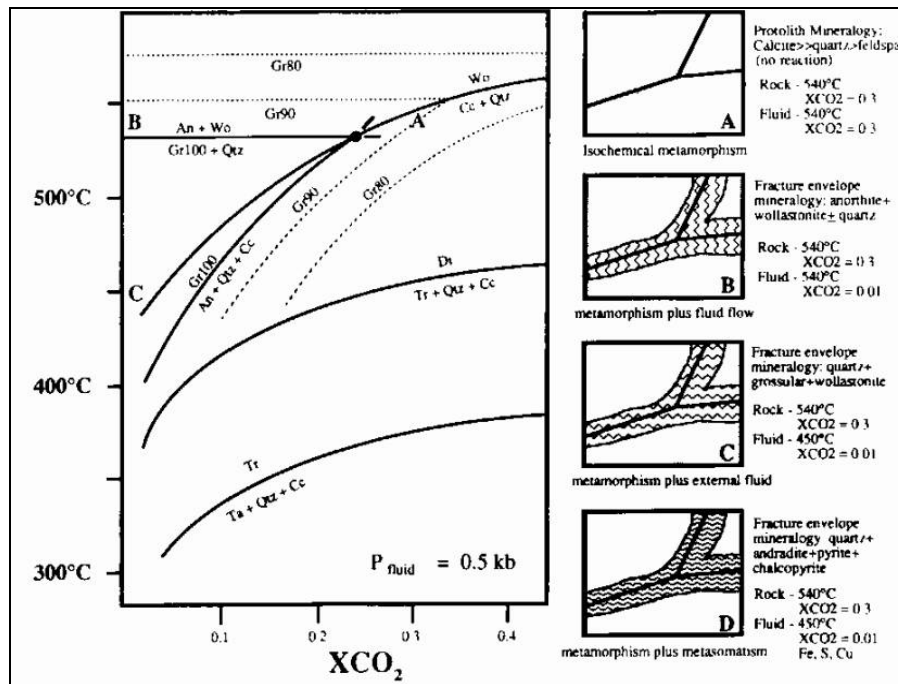 Gr80
Wo
Cc + Qtz
Gr90
A
B
An + Wo
Gr100 + Qtz
500°C
Gr90
Gr80
Gr100
An + Qtz + Cc
C
Di
Tr + Qtz + Cc
400°C
Tr
Ta + Qtz + Cc
300°C
P fluid = 0.5 kb
0.1
0.2
0.3
0.4
XCO2
Protolith Mineralogy:
Calcite>>quartz>feldspa
(no reaction)
Rock - 540°C
XCO2 = 0.3
Fluid - 540°C
XCO2 = 0.3
A
Isochemical metamorphism
Fracture envelope
mineralogy: anorthite+
wollastonite± quartz
Rock - 540°C
XCO2 = 0.3
Fluid - 540°C
XCO2 = 0.01
B
metamorphism plus fluid flow
Fracture envelope
mineralogy: quartz+
grossular+wollastonite
Rock - 540°C
XCO2 = 0.3
Fluid - 450°C
XCO2 = 0.01
C
metamorphism plus external fluid
Fracture envelope
mineralogy quartz+
andradite+pyrite+
chalcopyrite
Rock - 540°C
XCO2 = 0.3
Fluid - 450°C
XCO2 = 0.01
Fe, S, Cu
D
metamorphism plus metasomatism